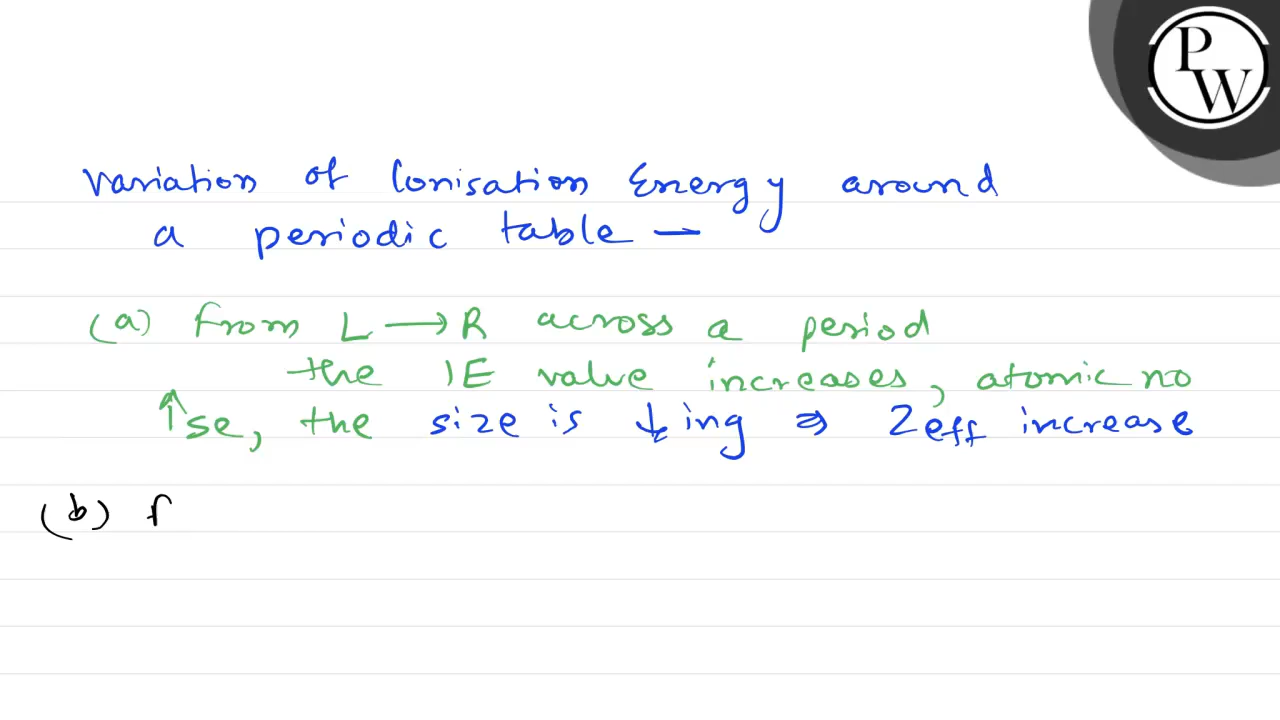 PW
Variation of Ionisation Energy around
a periodic table —
(a) from L → R across a period
the IE value increases, atomic no
↑se, the size is ↓ing ⇒ Zeff increase
(b) f